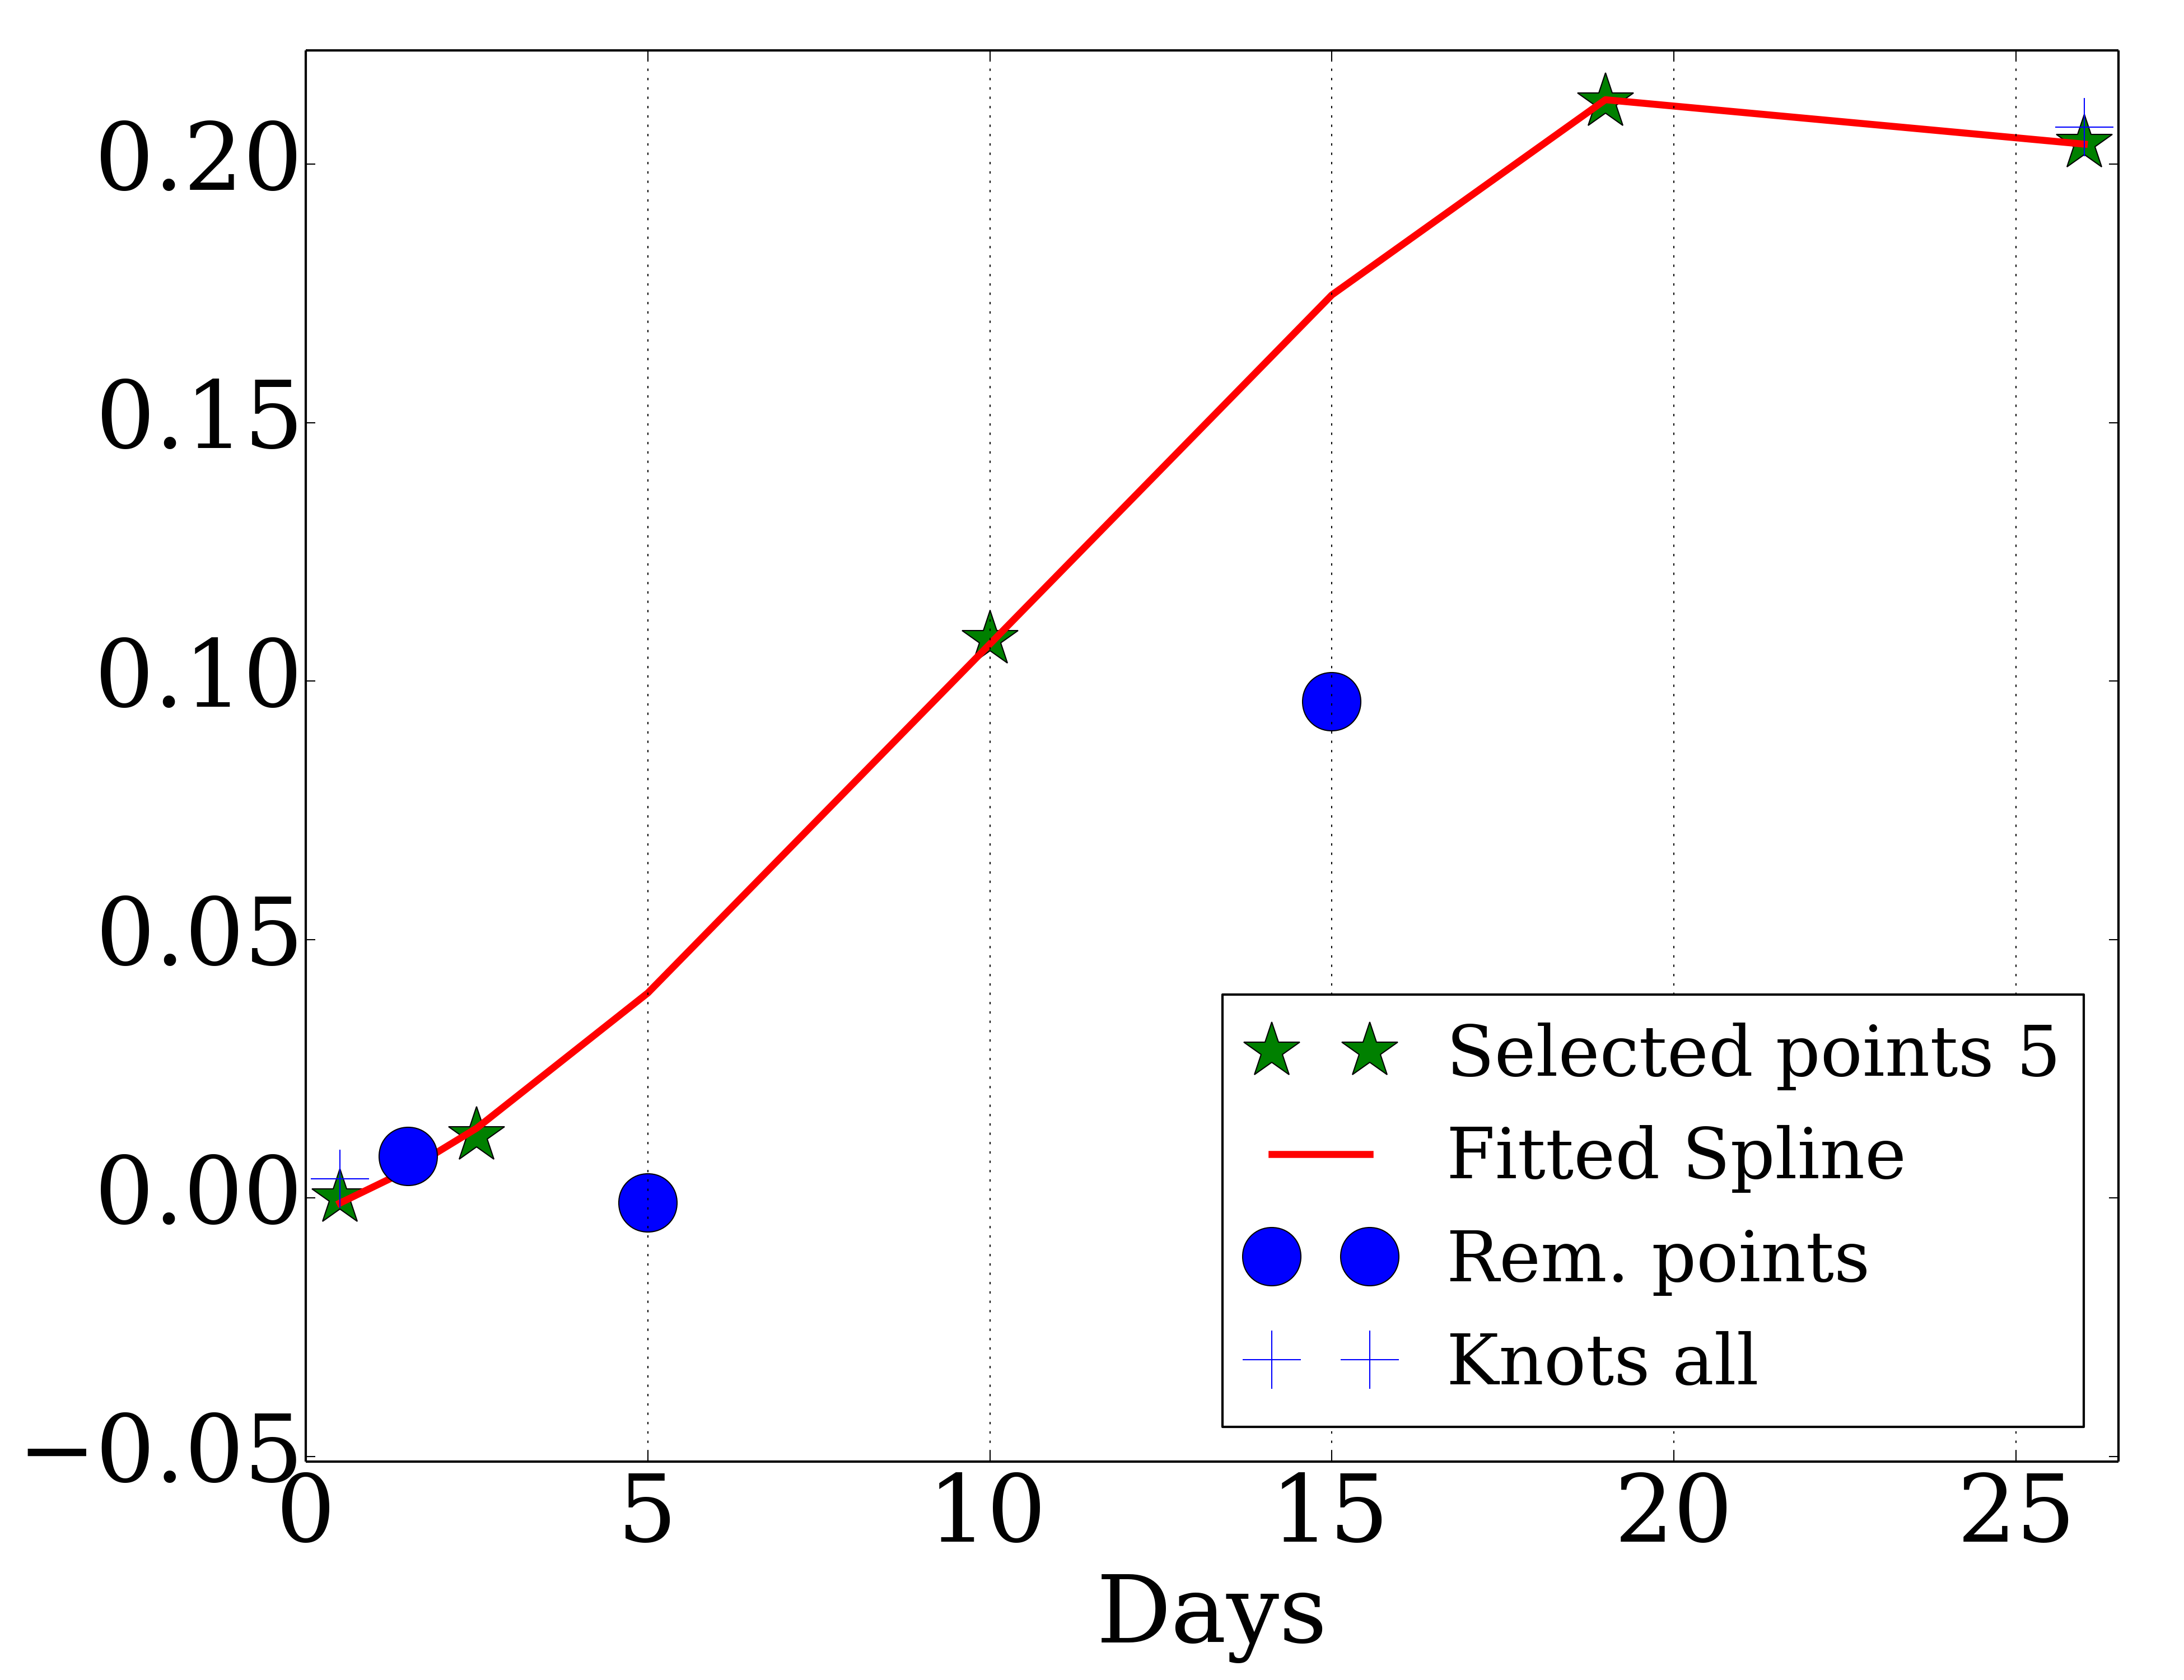 0.20
0.15
0.10
0.05
0.00
−0.05
0 5 10 15 20 25
Days
Selected points 5
Fitted Spline
Rem. points
Knots all